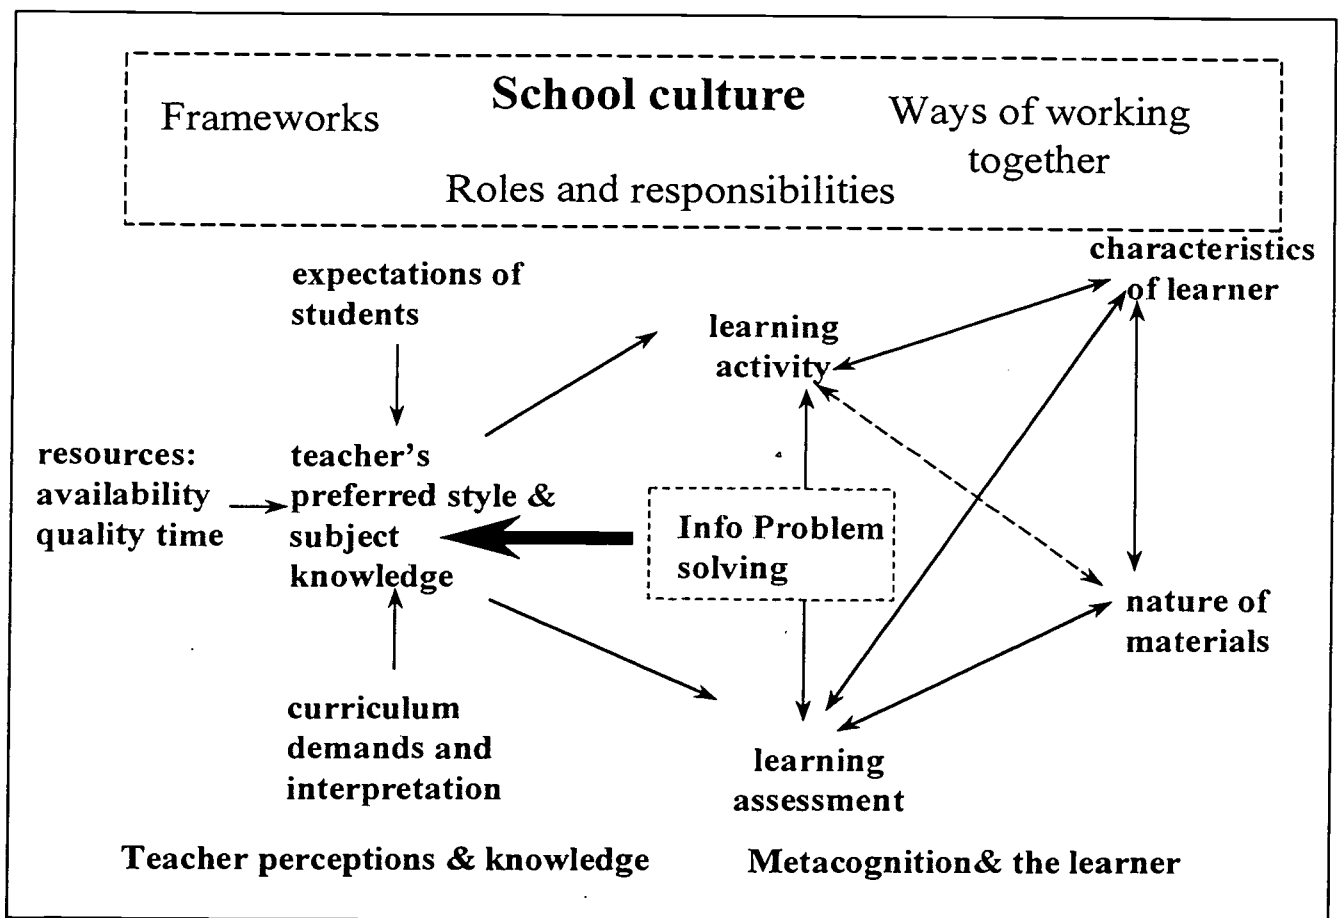 School culture
Frameworks
Ways of working
together
Roles and responsibilities
characteristics
of learner
expectations of
students
learning
activity
resources:
availability
quality time
teacher's
preferred style &
subject
knowledge
Info Problem
solving
nature of
materials
curriculum
demands and
interpretation
learning
assessment
Teacher perceptions & knowledge
Metacognition& the learner